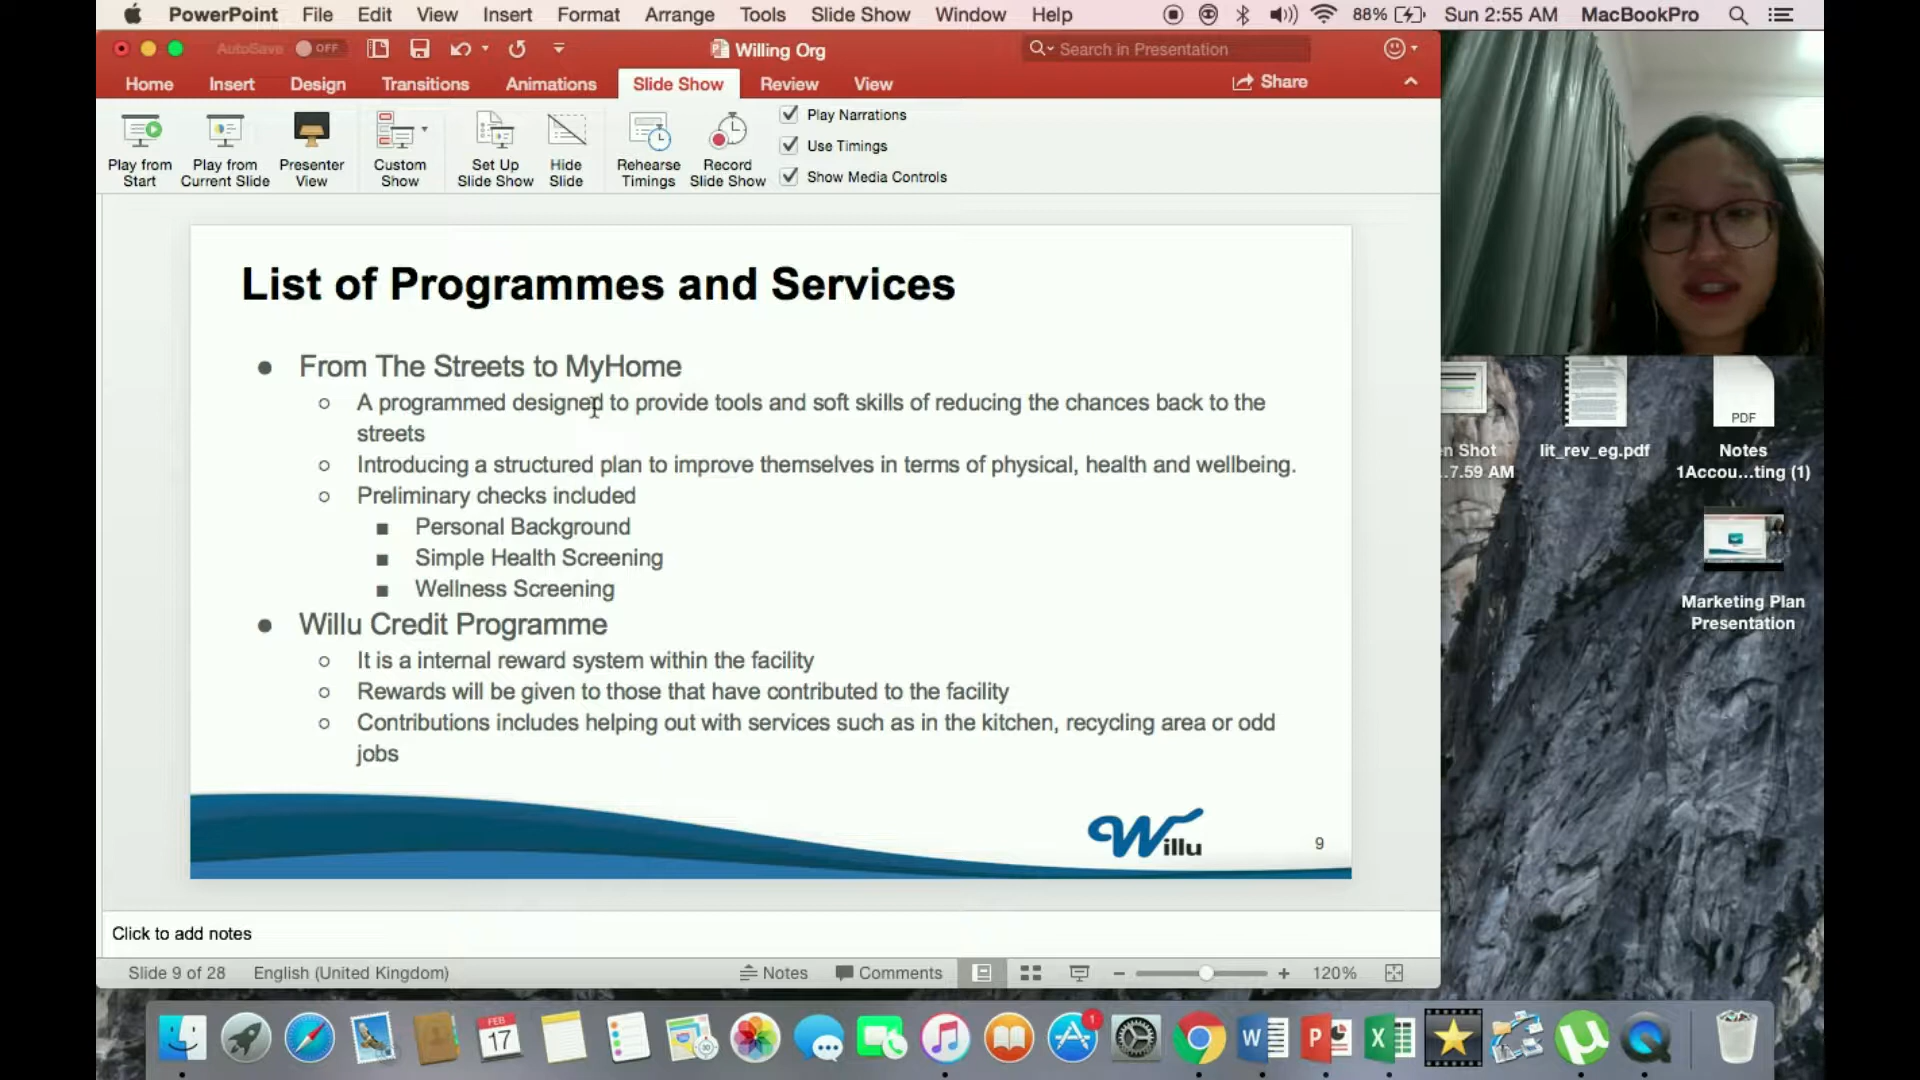 PowerPoint File Edit View Insert Format Arrange Tools Slide Show Window Help 88% Sun 2:55 AM MacBookPro
AutoSave OFF Willing Org Search in Presentation
Home Insert Design Transitions Animations Slide Show Review View Share
Play from Start
Play from Current Slide
Presenter View
Custom Show
Set Up Slide Show
Hide Slide
Rehearse Timings
Record Slide Show
Play Narrations
Use Timings
Show Media Controls
List of Programmes and Services
From The Streets to MyHome
A programmed designed to provide tools and soft skills of reducing the chances back to the
streets
Introducing a structured plan to improve themselves in terms of physical, health and wellbeing.
Preliminary checks included
Personal Background
Simple Health Screening
Wellness Screening
Willu Credit Programme
It is a internal reward system within the facility
Rewards will be given to those that have contributed to the facility
Contributions includes helping out with services such as in the kitchen, recycling area or odd
jobs
Willu
9
Click to add notes
Slide 9 of 28 English (United Kingdom) Notes Comments 120%
n Shot
..7.59 AM
lit_rev_eg.pdf
PDF
Notes
1Accou...ting (1)
Marketing Plan
Presentation
FEB
17
1